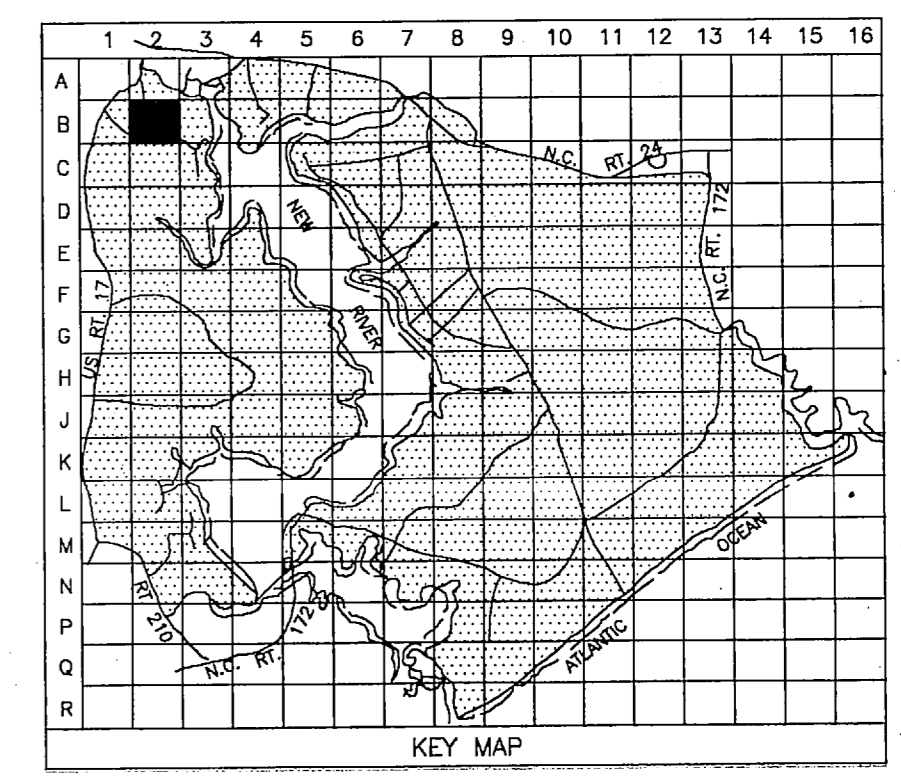 1 2 3 4 5 6 7 8 9 10 11 12 13 14 15 16
A
B
C
D
E
F
G
H
J
K
L
M
N
P
Q
R
N.C. RT. 24
N.C. RT. 172
NEW
RIVER
US RT. 17
RT 210
N.C. RT. 172
ATLANTIC OCEAN
KEY MAP